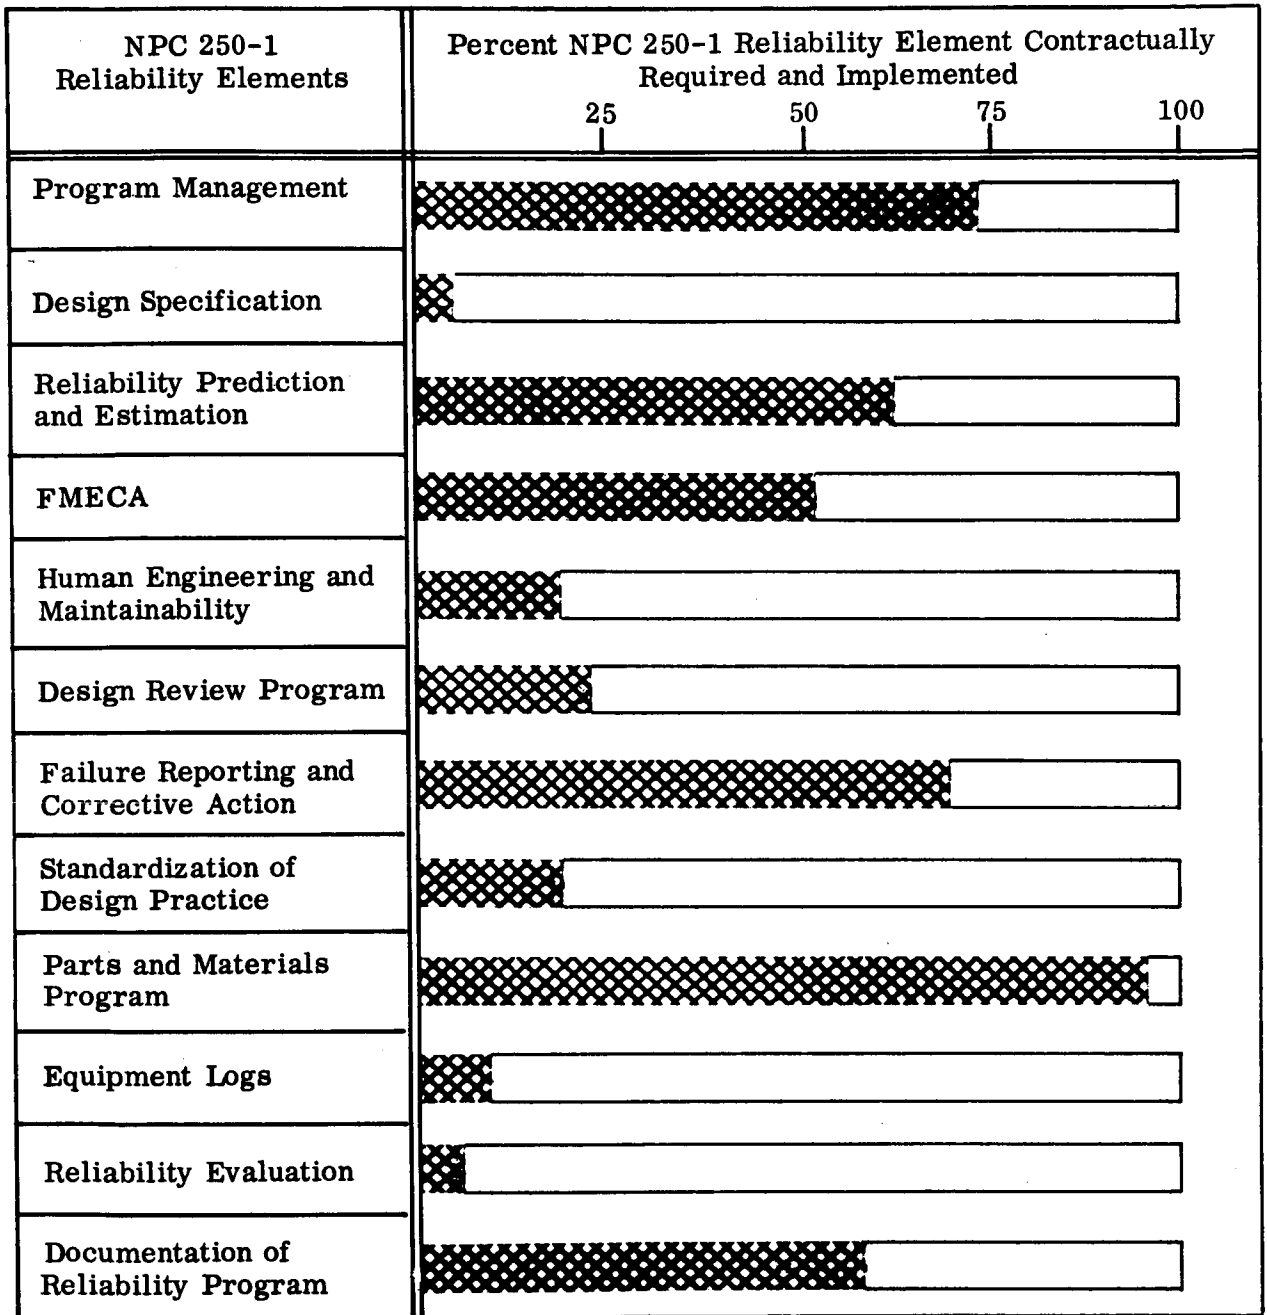 NPC 250-1
Reliability Elements
Percent NPC 250-1 Reliability Element Contractually
Required and Implemented
25 50 75 100
Program Management
Design Specification
Reliability Prediction
and Estimation
FMECA
Human Engineering and
Maintainability
Design Review Program
Failure Reporting and
Corrective Action
Standardization of
Design Practice
Parts and Materials
Program
Equipment Logs
Reliability Evaluation
Documentation of
Reliability Program